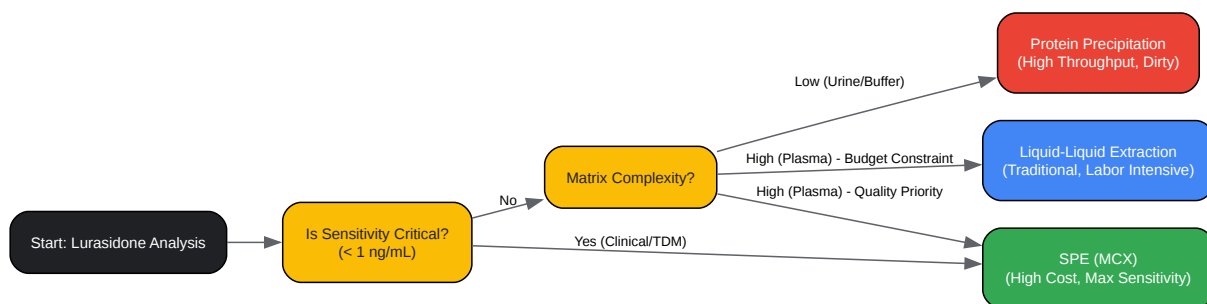 Start: Lurasidone Analysis
Is Sensitivity Critical?
(< 1 ng/mL)
No
Yes (Clinical/TDM)
Matrix Complexity?
Low (Urine/Buffer)
High (Plasma) - Budget Constraint
High (Plasma) - Quality Priority
Protein Precipitation
(High Throughput, Dirty)
Liquid-Liquid Extraction
(Traditional, Labor Intensive)
SPE (MCX)
(High Cost, Max Sensitivity)